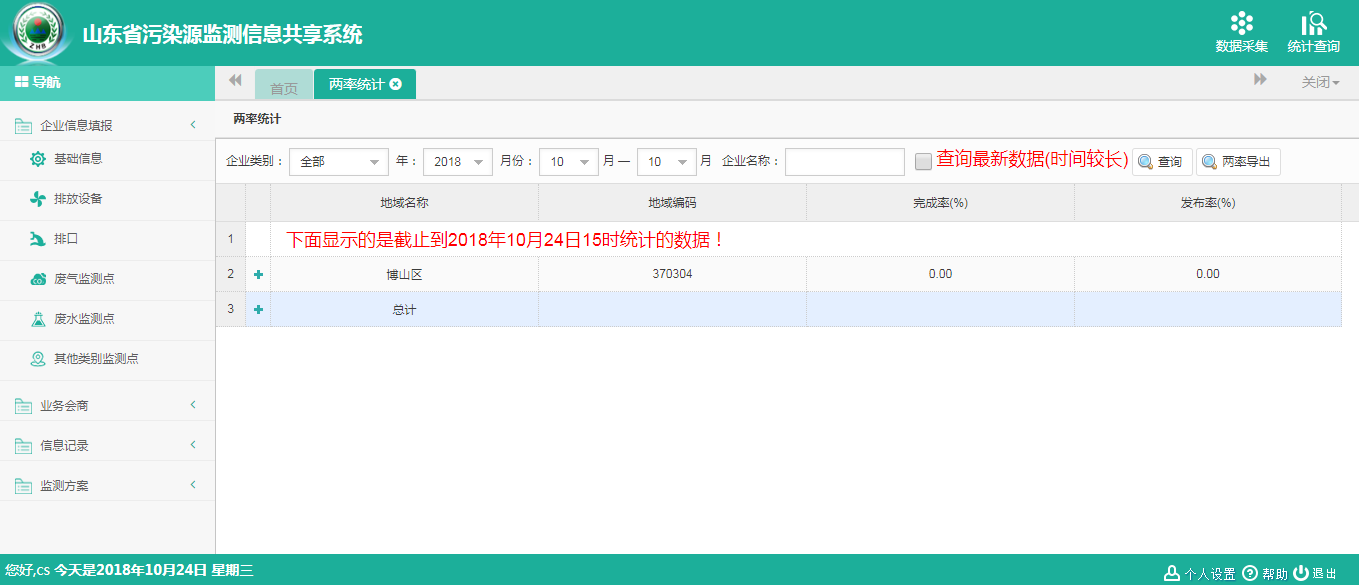 山东省污染源监测信息共享系统
数据采集 统计查询
导航
首页 两率统计 关闭
企业信息填报
基础信息
排放设备
排口
废气监测点
废水监测点
其他类别监测点
业务会商
信息记录
监测方案
两率统计
企业类别： 全部 年： 2018 月份： 10 月 — 10 月 企业名称： 查询最新数据(时间较长) 查询 两率导出
地域名称 地域编码 完成率(%) 发布率(%)
1 下面显示的是截止到2018年10月24日15时统计的数据！
2 博山区 370304 0.00 0.00
3 总计
您好,cs 今天是2018年10月24日 星期三
个人设置 帮助 退出
ZHB